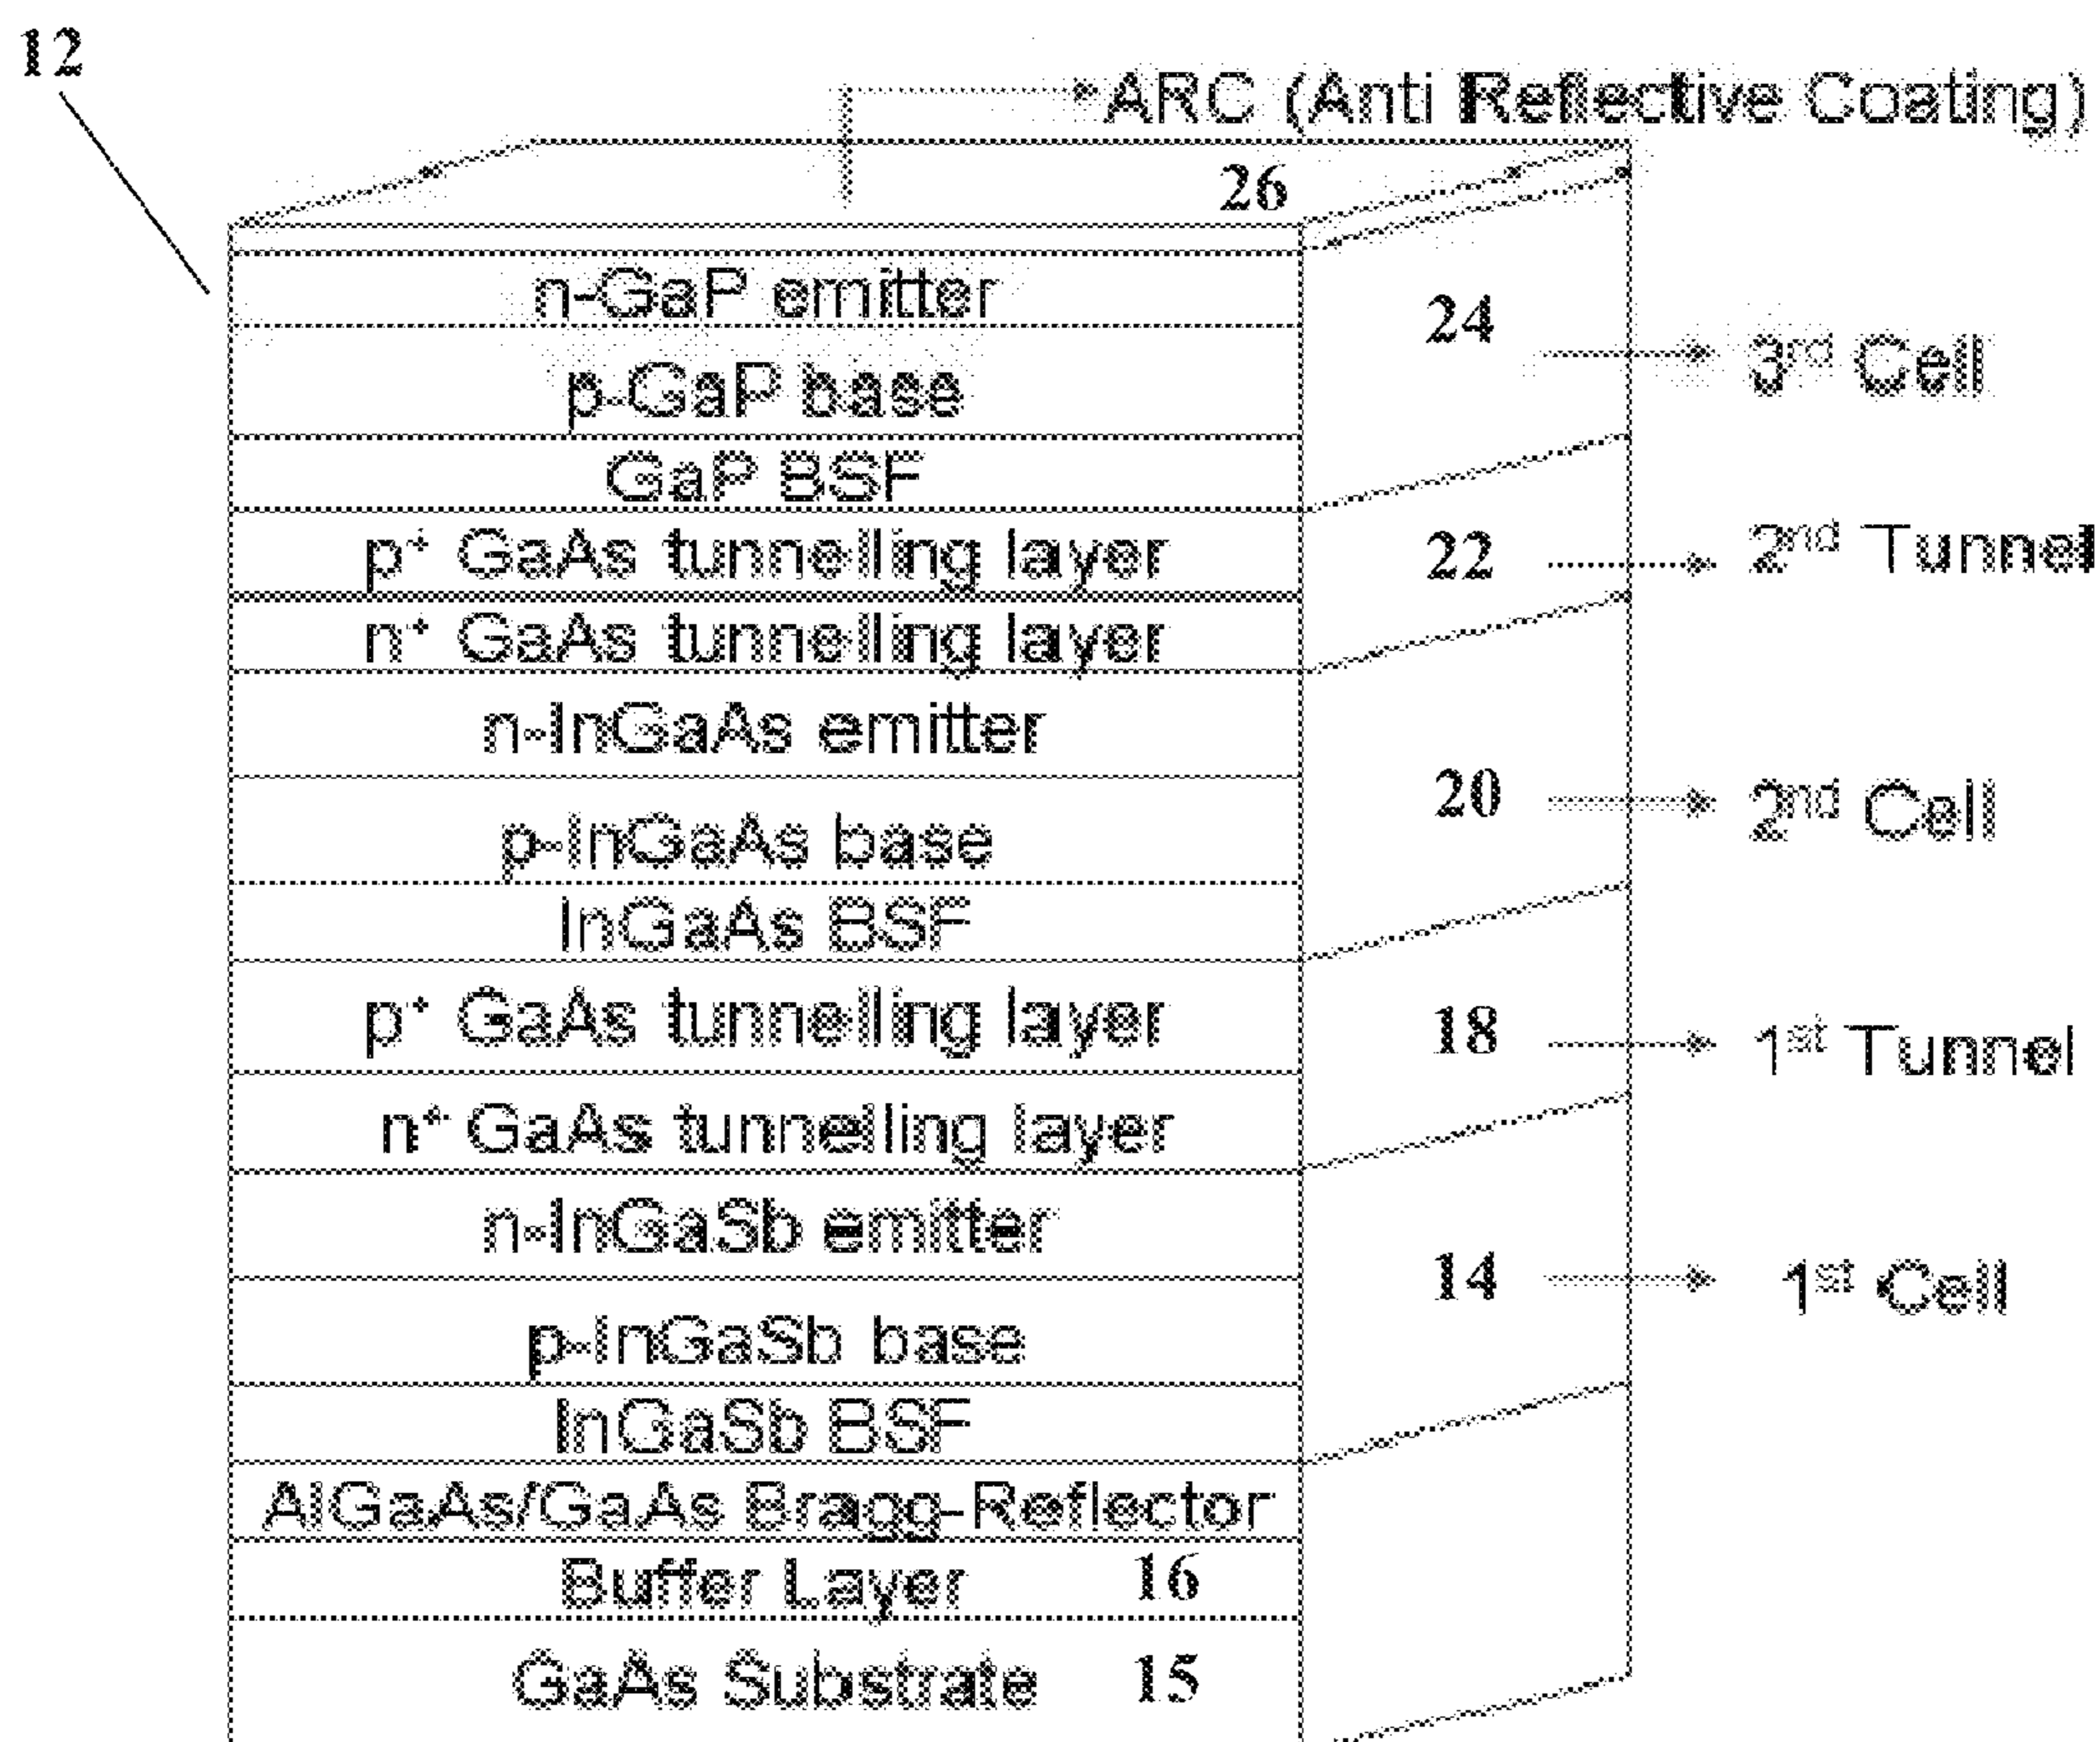 12
ARC (Anti Reflective Coating)
26
n-GaP emitter
24
3rd Cell
p-GaP base
GaP BSF
p+ GaAs tunnelling layer
22
2nd Tunnel
n+ GaAs tunnelling layer
n-InGaAs emitter
20
2nd Cell
p-InGaAs base
InGaAs BSF
p+ GaAs tunnelling layer
18
1st Tunnel
n+ GaAs tunnelling layer
n-InGaSb emitter
14
1st Cell
p-InGaSb base
InGaSb BSF
AlGaAs/GaAs Bragg-Reflector
Buffer Layer 16
GaAs Substrate 15